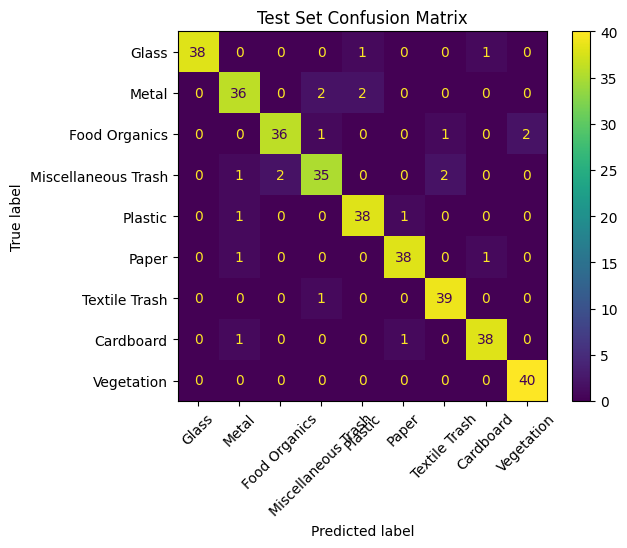 Test Set Confusion Matrix
True label
Glass 38 0 0 0 1 0 0 1 0
Metal 0 36 0 2 2 0 0 0 0
Food Organics 0 0 36 1 0 0 1 0 2
Miscellaneous Trash 0 1 2 35 0 0 2 0 0
Plastic 0 1 0 0 38 1 0 0 0
Paper 0 1 0 0 0 38 0 1 0
Textile Trash 0 0 0 1 0 0 39 0 0
Cardboard 0 1 0 0 0 1 0 38 0
Vegetation 0 0 0 0 0 0 0 0 40
Glass
Metal
Food Organics
Miscellaneous Trash
Plastic
Paper
Textile Trash
Cardboard
Vegetation
Predicted label
40
35
30
25
20
15
10
5
0